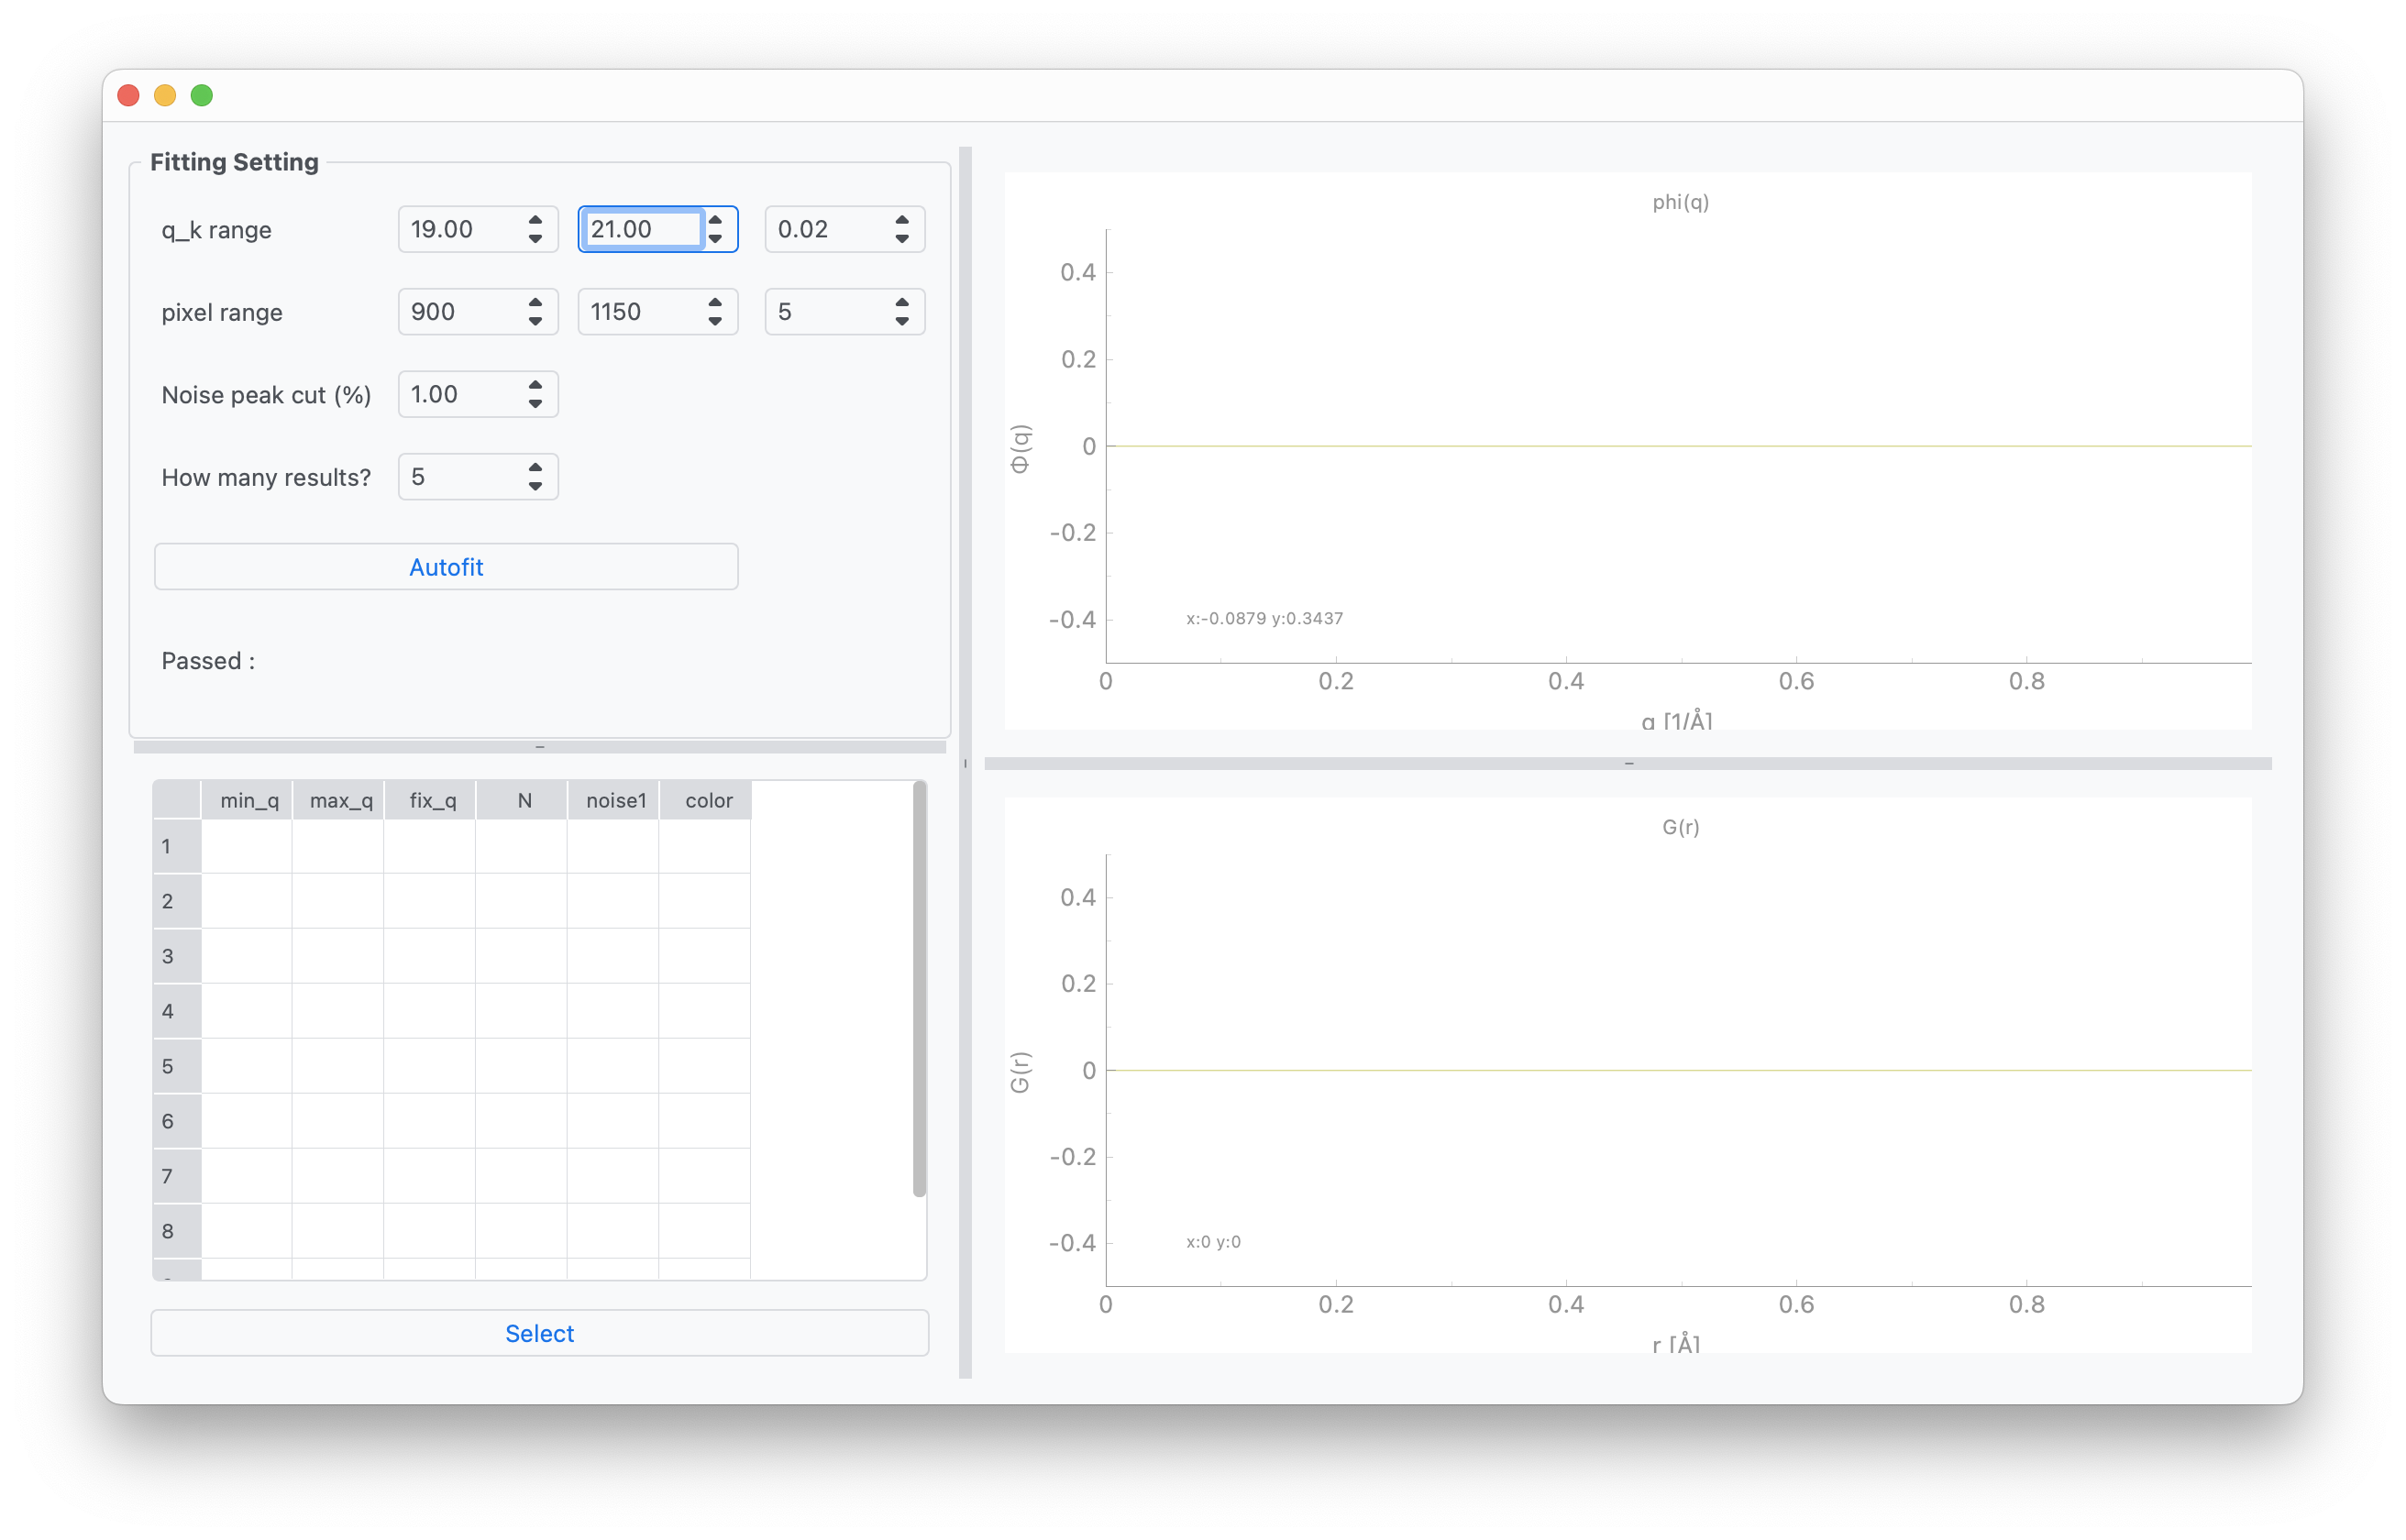 Fitting Setting
q_k range 19.00 21.00 0.02
pixel range 900 1150 5
Noise peak cut (%) 1.00
How many results? 5
Autofit
Passed :
min_q max_q fix_q N noise1 color
1
2
3
4
5
6
7
8
Select
phi(q)
Φ(q)
0.4
0.2
0
-0.2
-0.4
x:-0.0879 y:0.3437
0 0.2 0.4 0.6 0.8
q [1/Å]
G(r)
G(r)
0.4
0.2
0
-0.2
-0.4
x:0 y:0
0 0.2 0.4 0.6 0.8
r [Å]